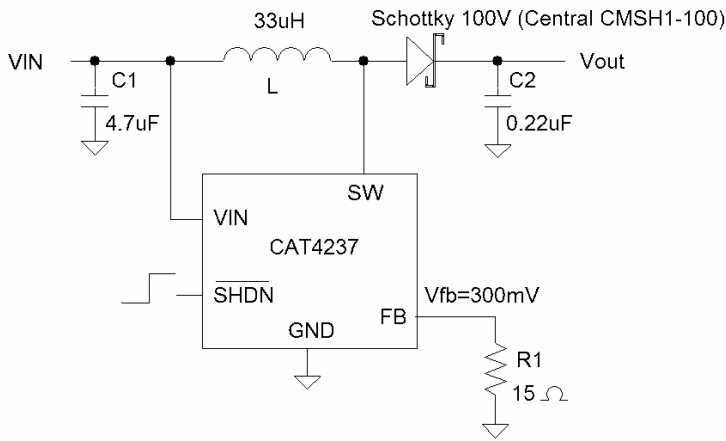 Schottky 100V (Central CMSH1-100)
33uH
VIN
C1
L
C2
Vout
4.7uF
0.22uF
SW
VIN
CAT4237
SHDN
Vfb=300mV
FB
GND
R1
15 Ω